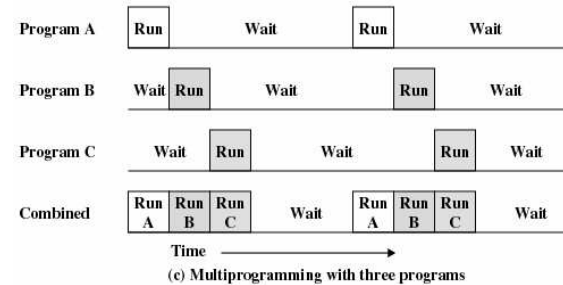 Program A Run Wait Run Wait
Program B Wait Run Wait Run Wait
Program C Wait Run Wait Run Wait
Combined Run A Run B Run C Wait Run A Run B Run C Wait
Time
(c) Multiprogramming with three programs